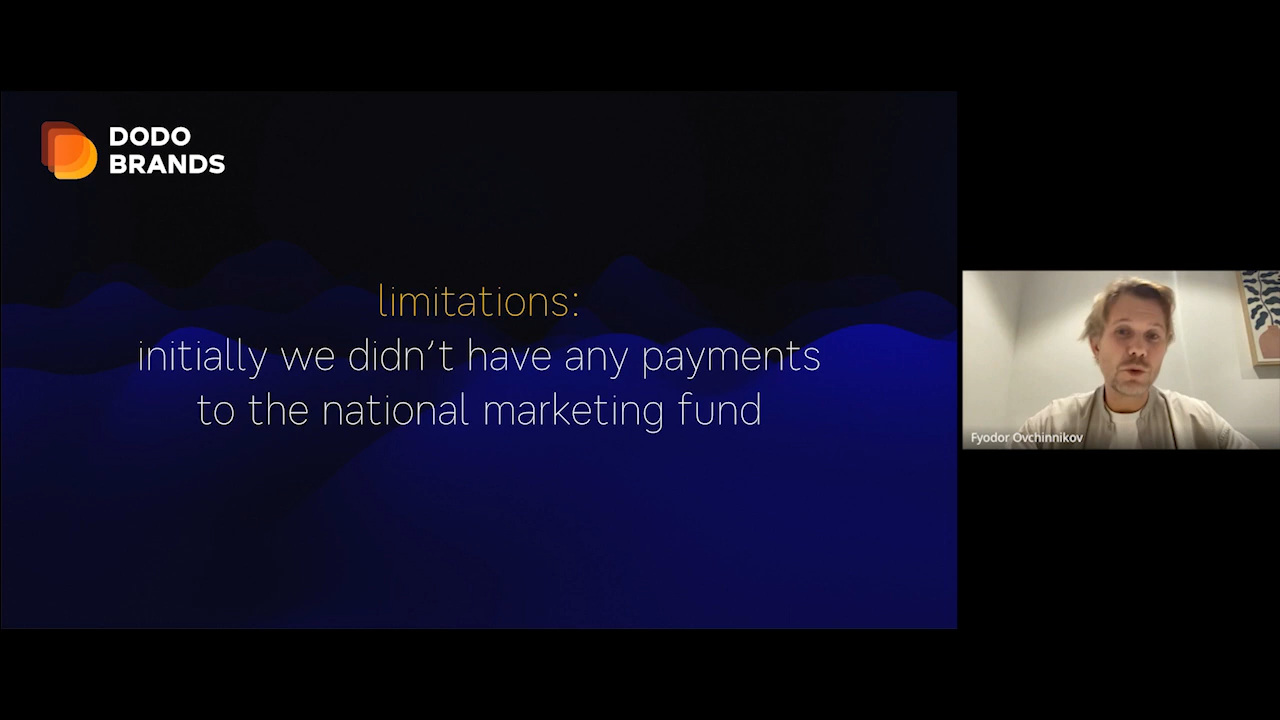 DODO
BRANDS
limitations:
initially we didn't have any payments
to the national marketing fund
Fyodor Ovchinnikov